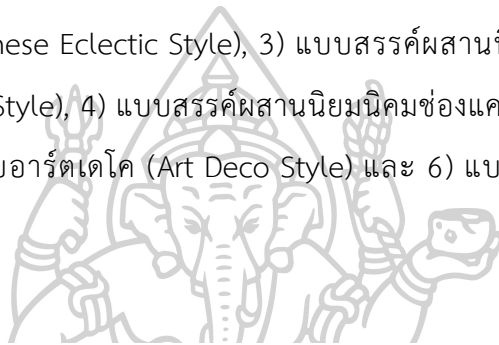 nese Eclectic Style), 3) แบบสรรค์ผสานนิ
Style), 4) แบบสรรค์ผสานนิยมนิคมช่องแค
บอาร์ตเดโค (Art Deco Style) และ 6) แบ